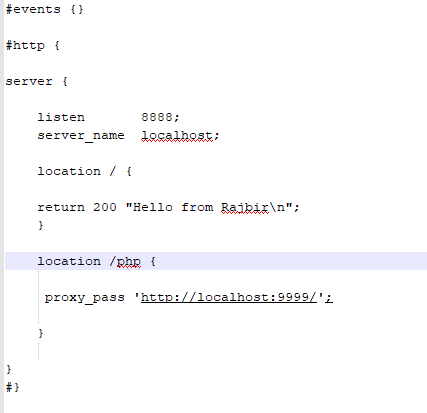 #events {}
#http {
server {
listen 8888;
server_name localhost;
location / {
return 200 "Hello from Rajbir\n";
}
location /php {
proxy_pass 'http://localhost:9999/';
}
}
#}